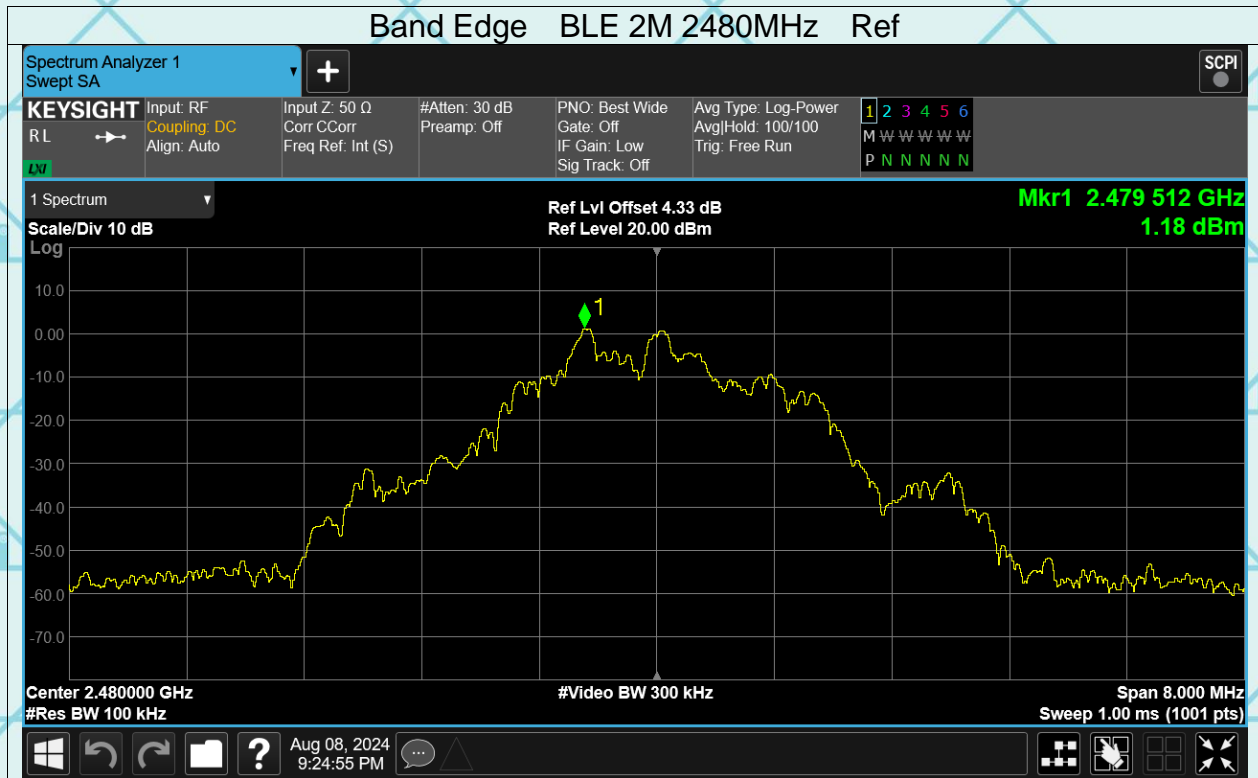 Band Edge BLE 2M 2480MHz Ref
Spectrum Analyzer 1
Swept SA
SCPI
KEYSIGHT
RL
LXI
Input: RF
Coupling: DC
Align: Auto
Input Z: 50 Ω
Corr CCorr
Freq Ref: Int (S)
#Atten: 30 dB
Preamp: Off
PNO: Best Wide
Gate: Off
IF Gain: Low
Sig Track: Off
Avg Type: Log-Power
Avg|Hold: 100/100
Trig: Free Run
1 2 3 4 5 6
M W W W W W
P N N N N N
1 Spectrum
Scale/Div 10 dB
Ref Lvl Offset 4.33 dB
Ref Level 20.00 dBm
Mkr1 2.479 512 GHz
1.18 dBm
Log
10.0
0.00
-10.0
-20.0
-30.0
-40.0
-50.0
-60.0
-70.0
1
Center 2.480000 GHz
#Res BW 100 kHz
#Video BW 300 kHz
Span 8.000 MHz
Sweep 1.00 ms (1001 pts)
Aug 08, 2024
9:24:55 PM